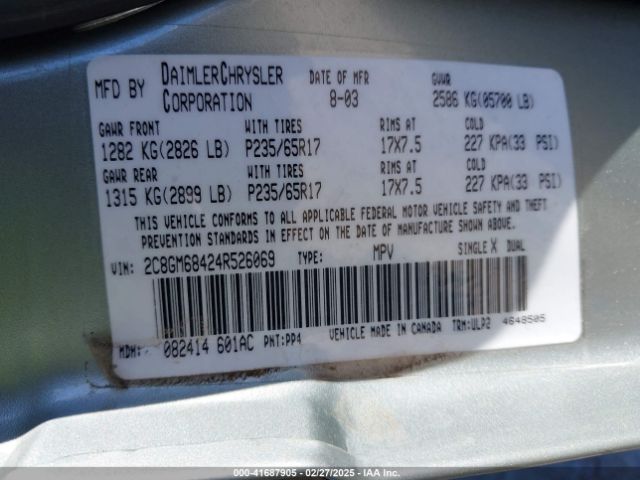 MFD BY DAIMLERCHRYSLER CORPORATION DATE OF MFR 8-03 GVWR 2586 KG(05700 LB)
GAWR FRONT WITH TIRES RIMS AT COLD
1282 KG(2826 LB) P235/65R17 17X7.5 227 KPA(33 PSI)
GAWR REAR WITH TIRES RIMS AT COLD
1315 KG(2899 LB) P235/65R17 17X7.5 227 KPA(33 PSI)
THIS VEHICLE CONFORMS TO ALL APPLICABLE FEDERAL MOTOR VEHICLE SAFETY AND THEFT
PREVENTION STANDARDS IN EFFECT ON THE DATE OF MANUFACTURE SHOWN ABOVE.
VIN: 2C8GM68424R526069 TYPE: MPV SINGLE X DUAL
MDH: 082414 601AC PNT:PP4 VEHICLE MADE IN CANADA TRM:ULP2 4648505
000-41687905 - 02/27/2025 - IAA Inc.